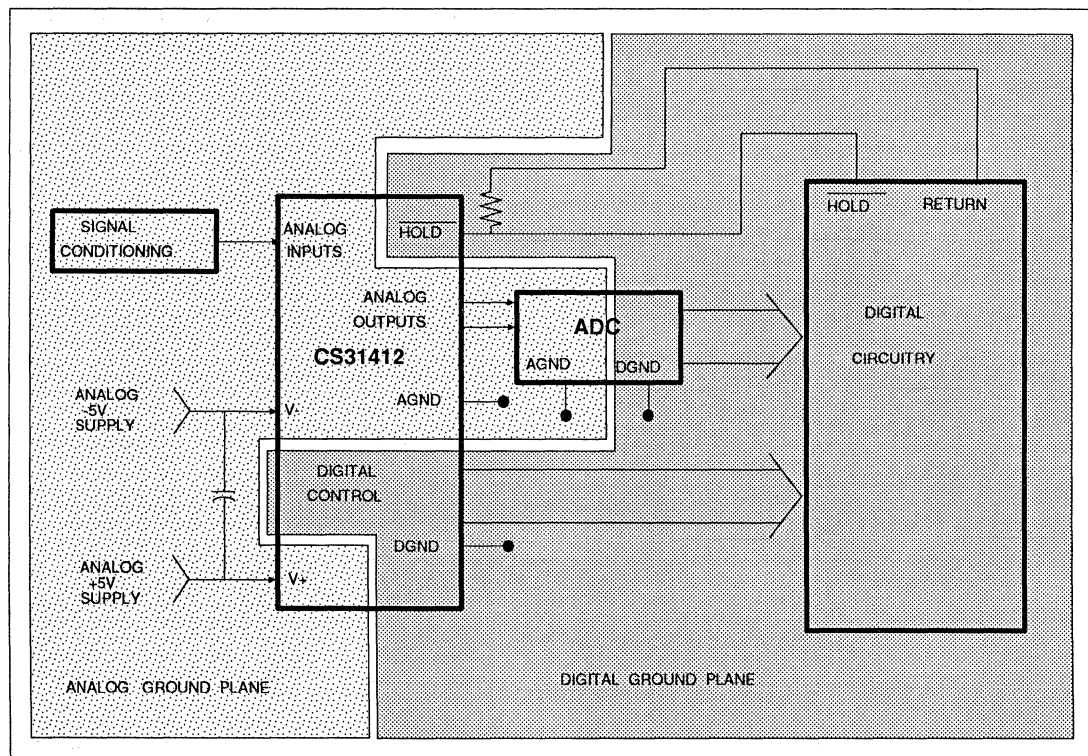 SIGNAL
CONDITIONING
ANALOG
INPUTS
HOLD
ANALOG
OUTPUTS
CS31412
ADC
AGND
DGND
AGND
HOLD
RETURN
DIGITAL
CIRCUITRY
ANALOG
-5V
SUPPLY
V-
DIGITAL
CONTROL
DGND
ANALOG
+5V
SUPPLY
V+
ANALOG GROUND PLANE
DIGITAL GROUND PLANE